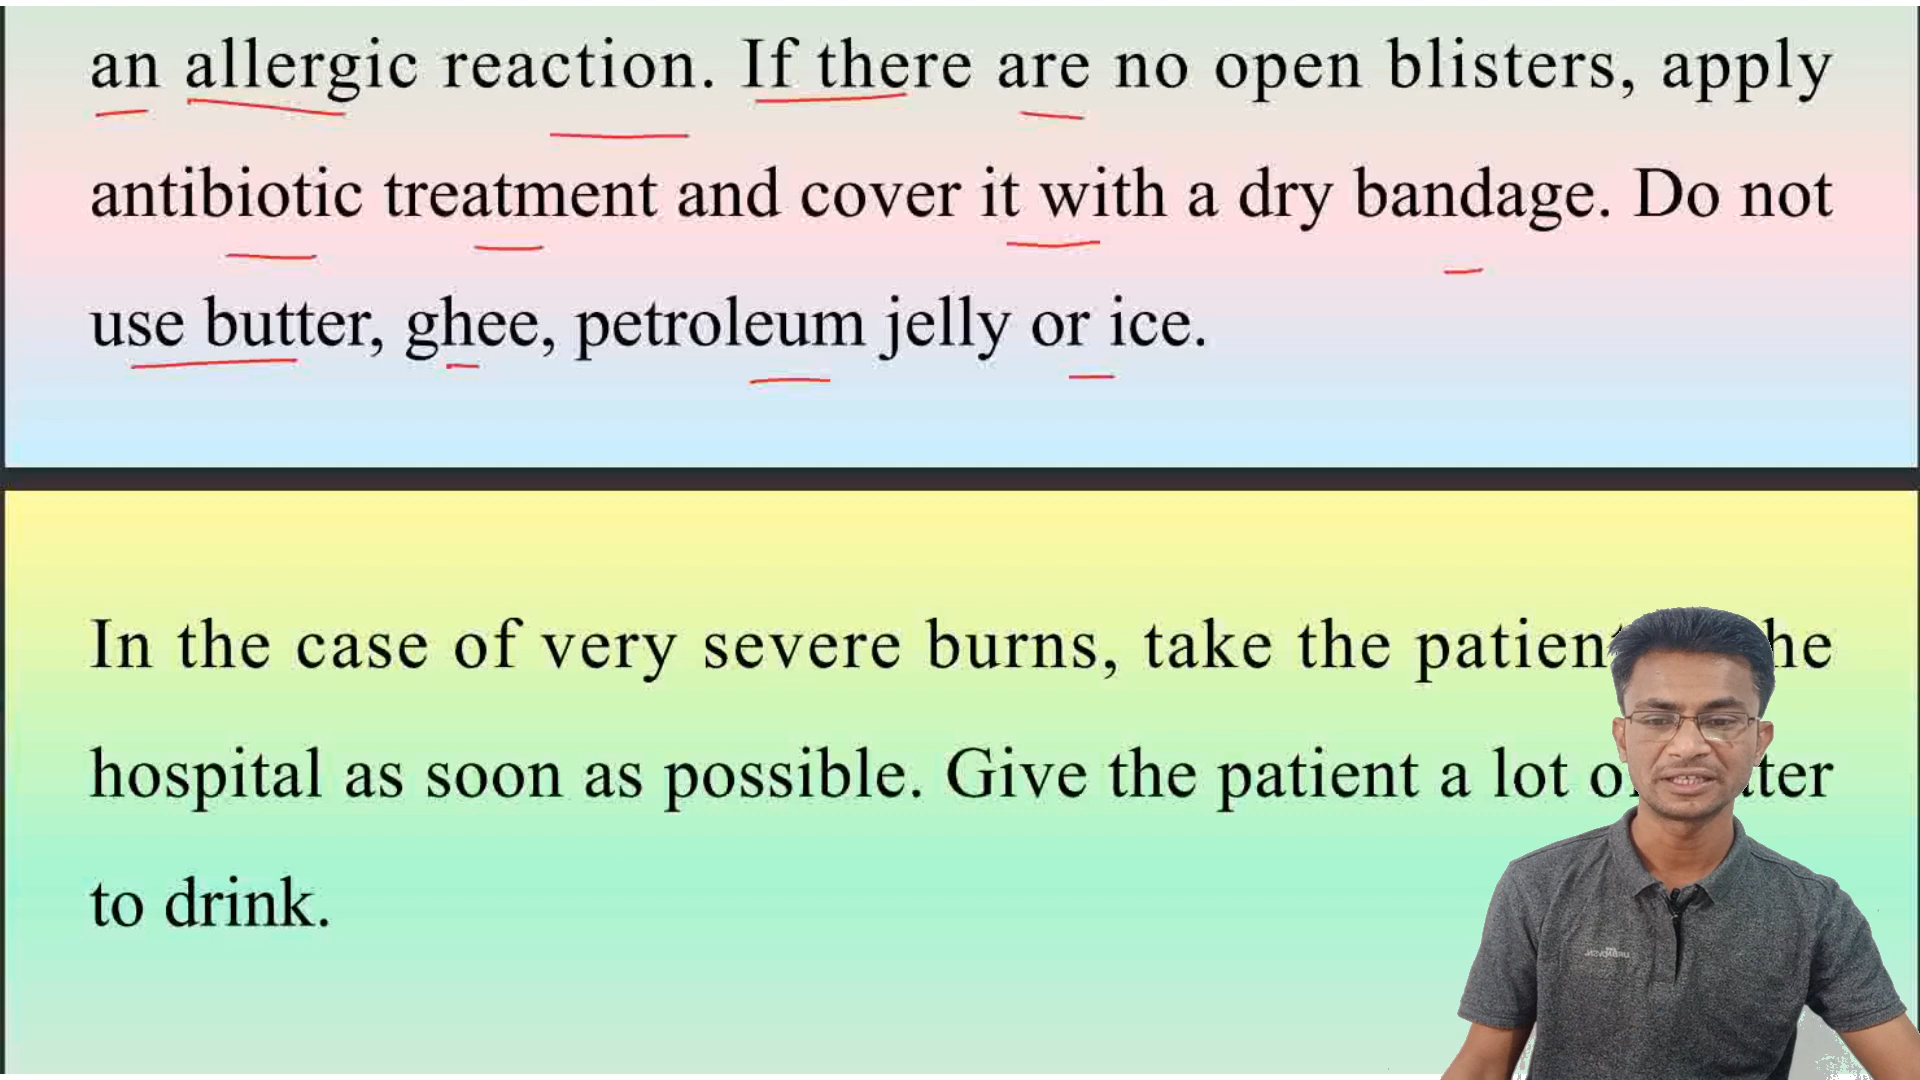 an allergic reaction. If there are no open blisters, apply
antibiotic treatment and cover it with a dry bandage. Do not
use butter, ghee, petroleum jelly or ice.
In the case of very severe burns, take the patient he
hospital as soon as possible. Give the patient a lot o ter
to drink.